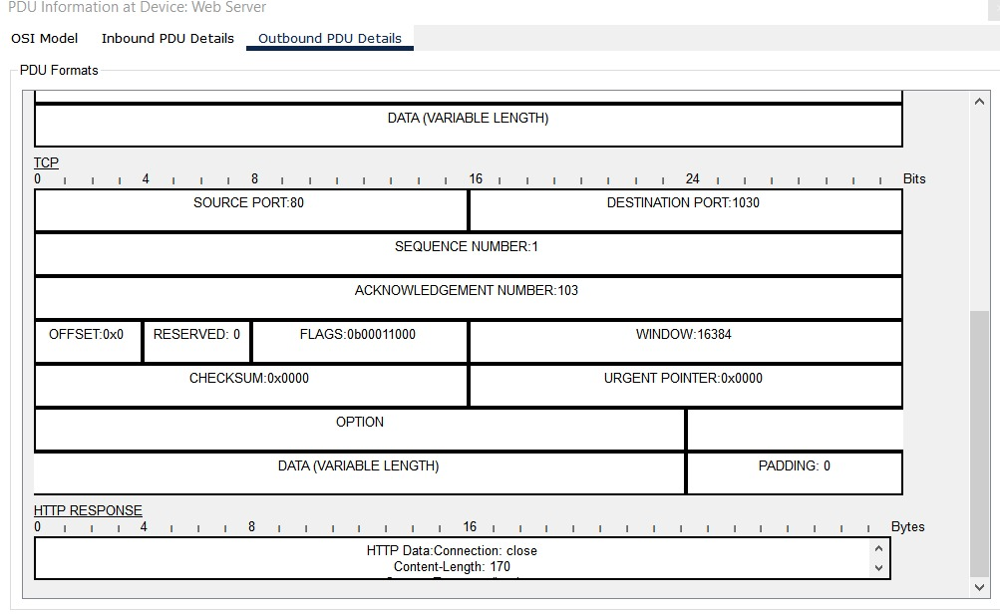 PDU Information at Device: Web Server
OSI Model Inbound PDU Details Outbound PDU Details
PDU Formats
DATA (VARIABLE LENGTH)
TCP
0 4 8 16 24 Bits
SOURCE PORT:80 DESTINATION PORT:1030
SEQUENCE NUMBER:1
ACKNOWLEDGEMENT NUMBER:103
OFFSET:0x0 RESERVED: 0 FLAGS:0b00011000 WINDOW:16384
CHECKSUM:0x0000 URGENT POINTER:0x0000
OPTION
DATA (VARIABLE LENGTH) PADDING: 0
HTTP RESPONSE
0 4 8 16 Bytes
HTTP Data:Connection: close
Content-Length: 170